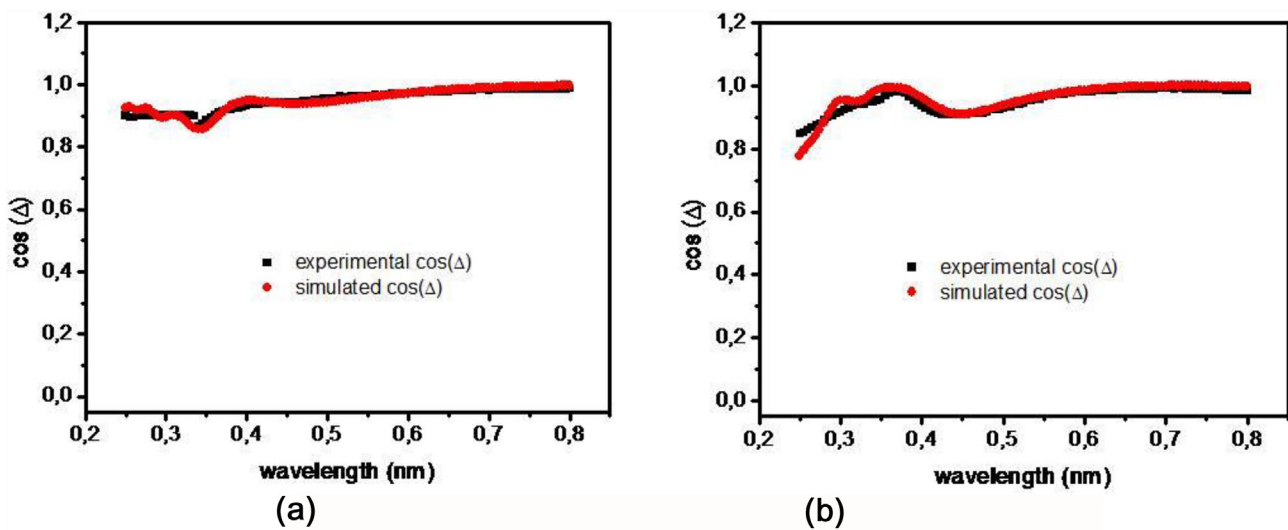 1,2
1,0
0,8
0,6
0,4
0,2
0,0
cos (Δ)
experimental cos(Δ)
simulated cos(Δ)
0,2 0,3 0,4 0,5 0,6 0,7 0,8
wavelength (nm)
(a)
1,2
1,0
0,8
0,6
0,4
0,2
0,0
cos (Δ)
experimental cos(Δ)
simulated cos(Δ)
0,2 0,3 0,4 0,5 0,6 0,7 0,8
wavelength (nm)
(b)